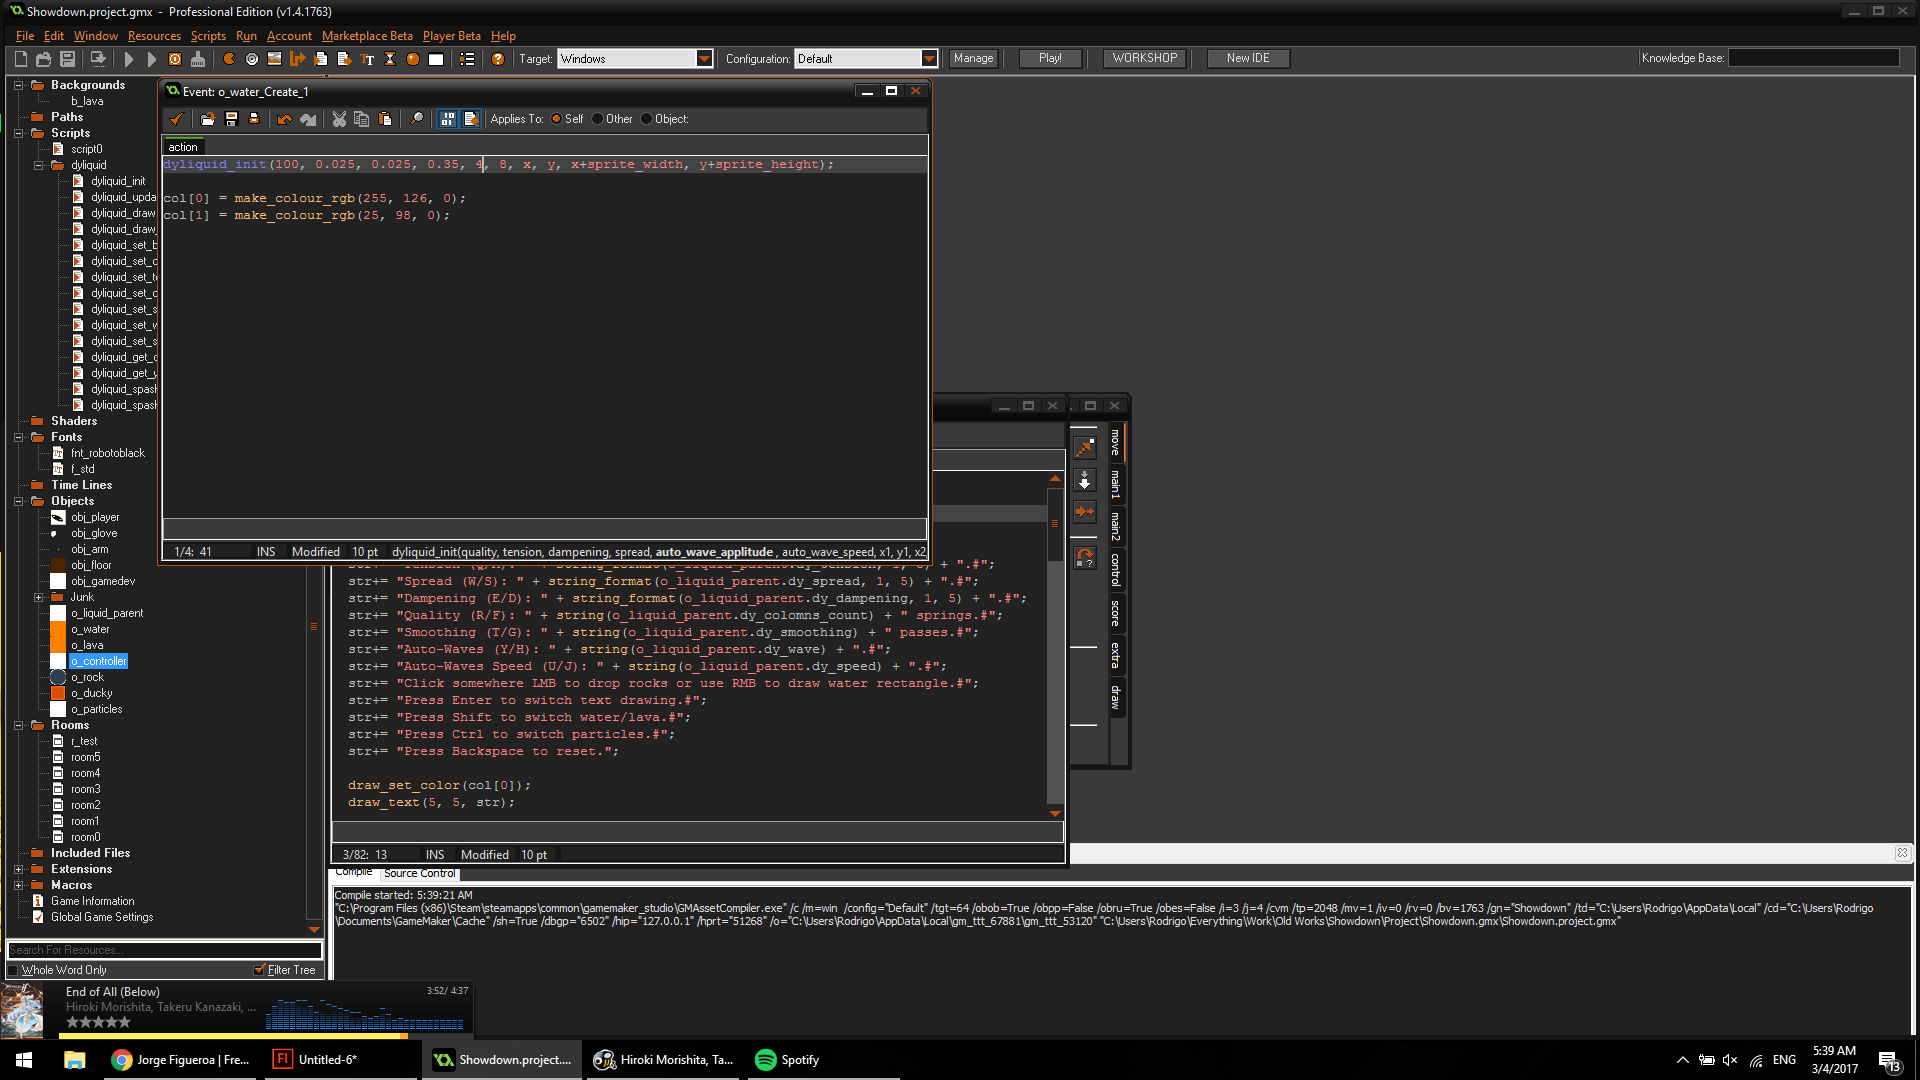 Showdown.project.gmx  -  Professional Edition (v1.4.1763)
File Edit Window Resources Scripts Run Account Marketplace Beta Player Beta Help
Target: Windows Configuration: Default Manage Play! WORKSHOP New IDE Knowledge Base:
Backgrounds
b_lava
Paths
Scripts
script0
dyliquid
dyliquid_init
dyliquid_upda
dyliquid_draw
dyliquid_draw_
dyliquid_set_b
dyliquid_set_c
dyliquid_set_t
dyliquid_set_c
dyliquid_set_s
dyliquid_set_v
dyliquid_set_s
dyliquid_get_c
dyliquid_get_y
dyliquid_spash
dyliquid_spash
Shaders
Fonts
fnt_robotoblack
f_std
Time Lines
Objects
obj_player
obj_glove
obj_arm
obj_floor
obj_gamedev
Junk
o_liquid_parent
o_water
o_lava
o_controller
o_rock
o_ducky
o_particles
Rooms
r_test
room5
room4
room3
room2
room1
room0
Included Files
Extensions
Macros
Game Information
Global Game Settings
Search For Resources...
Whole Word Only Filter Tree
Event: o_water_Create_1
Applies To: Self Other Object:
action
dyliquid_init(100, 0.025, 0.025, 0.35, 4, 8, x, y, x+sprite_width, y+sprite_height);
col[0] = make_colour_rgb(255, 126, 0);
col[1] = make_colour_rgb(25, 98, 0);
1/4: 41 INS Modified 10 pt dyliquid_init(quality, tension, dampening, spread, auto_wave_applitude , auto_wave_speed, x1, y1, x2,
str+= "Tension (Q/A): " + string_format(o_liquid_parent.dy_tension, 1, 5) + ".#";
str+= "Spread (W/S): " + string_format(o_liquid_parent.dy_spread, 1, 5) + ".#";
str+= "Dampening (E/D): " + string_format(o_liquid_parent.dy_dampening, 1, 5) + ".#";
str+= "Quality (R/F): " + string(o_liquid_parent.dy_colomns_count) + " springs.#";
str+= "Smoothing (T/G): " + string(o_liquid_parent.dy_smoothing) + " passes.#";
str+= "Auto-Waves (Y/H): " + string(o_liquid_parent.dy_wave) + ".#";
str+= "Auto-Waves Speed (U/J): " + string(o_liquid_parent.dy_speed) + ".#";
str+= "Click somewhere LMB to drop rocks or use RMB to draw water rectangle.#";
str+= "Press Enter to switch text drawing.#";
str+= "Press Shift to switch water/lava.#";
str+= "Press Ctrl to switch particles.#";
str+= "Press Backspace to reset.";
draw_set_color(col[0]);
draw_text(5, 5, str);
3/82: 13 INS Modified 10 pt
move
main1
main2
control
score
extra
draw
Compile Source Control
Compile started: 5:39:21 AM
"C:\Program Files (x86)\Steam\steamapps\common\gamemaker_studio\GMAssetCompiler.exe" /c /m=win  /config="Default" /tgt=64 /obob=True /obpp=False /obru=True /obes=False /i=3 /j=4 /cvm /tp=2048 /mv=1 /iv=0 /rv=0 /bv=1763 /gn="Showdown" /td="C:\Users\Rodrigo\AppData\Local" /cd="C:\Users\Rodrigo
\Documents\GameMaker\Cache" /sh=True /dbgp="6502" /hip="127.0.0.1" /hprt="51268" /o="C:\Users\Rodrigo\AppData\Local\gm_ttt_67881\gm_ttt_53120" "C:\Users\Rodrigo\Everything\Work\Old Works\Showdown\Project\Showdown.gmx\Showdown.project.gmx"
End of All (Below) 3:52/ 4:37
Hiroki Morishita, Takeru Kanazaki, ...
Jorge Figueroa | Fre... Untitled-6* Showdown.project.... Hiroki Morishita, Ta... Spotify ENG 5:39 AM
3/4/2017
13